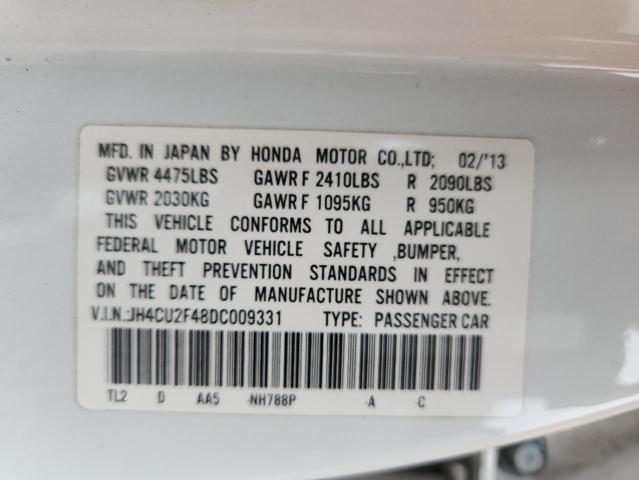 MFD. IN JAPAN BY HONDA MOTOR CO.,LTD; 02/'13
GVWR 4475LBS GAWR F 2410LBS R 2090LBS
GVWR 2030KG GAWR F 1095KG R 950KG
THIS VEHICLE CONFORMS TO ALL APPLICABLE
FEDERAL MOTOR VEHICLE SAFETY ,BUMPER,
AND THEFT PREVENTION STANDARDS IN EFFECT
ON THE DATE OF MANUFACTURE SHOWN ABOVE.
V.I.N.:JH4CU2F48DC009331 TYPE: PASSENGER CAR
TL2 D AA5 -NH788P -A -C